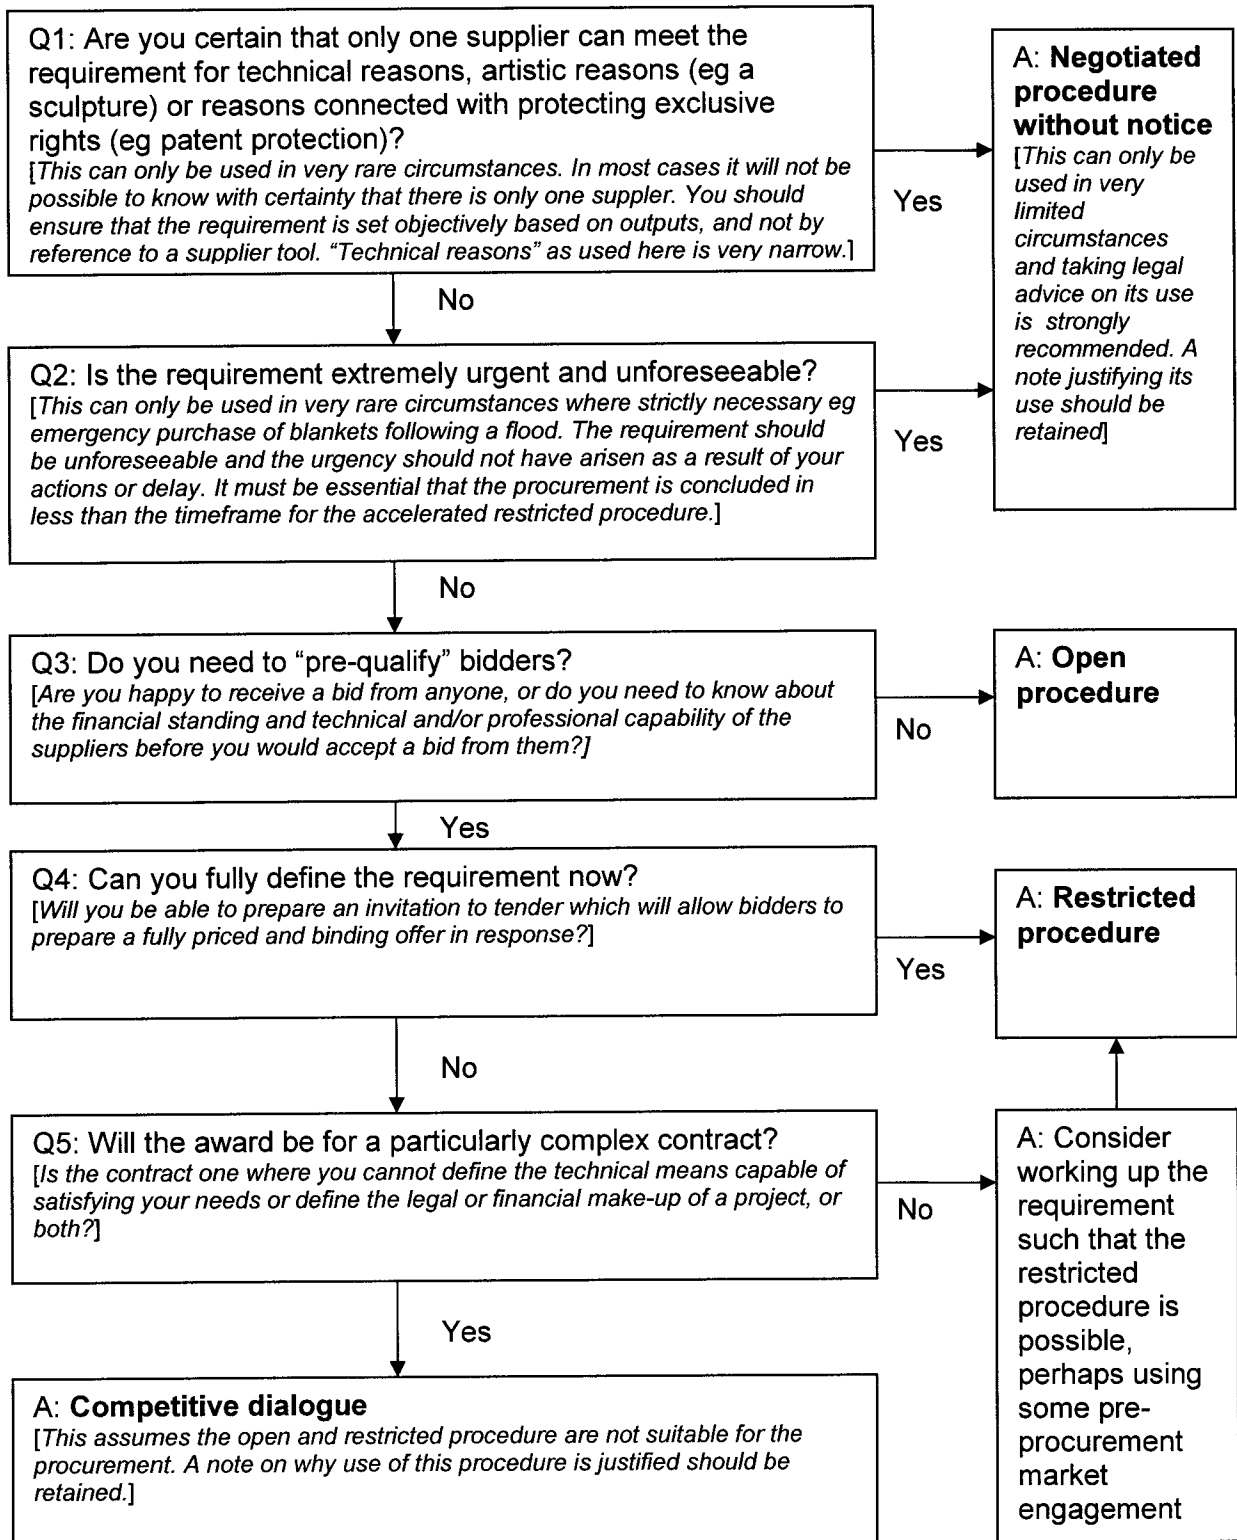 Q1: Are you certain that only one supplier can meet the
requirement for technical reasons, artistic reasons (eg a
sculpture) or reasons connected with protecting exclusive
rights (eg patent protection)?
[This can only be used in very rare circumstances. In most cases it will not be
possible to know with certainty that there is only one suppler. You should
ensure that the requirement is set objectively based on outputs, and not by
reference to a supplier tool. “Technical reasons” as used here is very narrow.]
Yes
A: Negotiated
procedure
without notice
[This can only be
used in very
limited
circumstances
and taking legal
advice on its use
is strongly
recommended. A
note justifying its
use should be
retained]
No
Q2: Is the requirement extremely urgent and unforeseeable?
[This can only be used in very rare circumstances where strictly necessary eg
emergency purchase of blankets following a flood. The requirement should
be unforeseeable and the urgency should not have arisen as a result of your
actions or delay. It must be essential that the procurement is concluded in
less than the timeframe for the accelerated restricted procedure.]
Yes
No
Q3: Do you need to “pre-qualify” bidders?
[Are you happy to receive a bid from anyone, or do you need to know about
the financial standing and technical and/or professional capability of the
suppliers before you would accept a bid from them?]
No
A: Open
procedure
Yes
Q4: Can you fully define the requirement now?
[Will you be able to prepare an invitation to tender which will allow bidders to
prepare a fully priced and binding offer in response?]
Yes
A: Restricted
procedure
No
Q5: Will the award be for a particularly complex contract?
[Is the contract one where you cannot define the technical means capable of
satisfying your needs or define the legal or financial make-up of a project, or
both?]
No
A: Consider
working up the
requirement
such that the
restricted
procedure is
possible,
perhaps using
some pre-
procurement
market
engagement
Yes
A: Competitive dialogue
[This assumes the open and restricted procedure are not suitable for the
procurement. A note on why use of this procedure is justified should be
retained.]